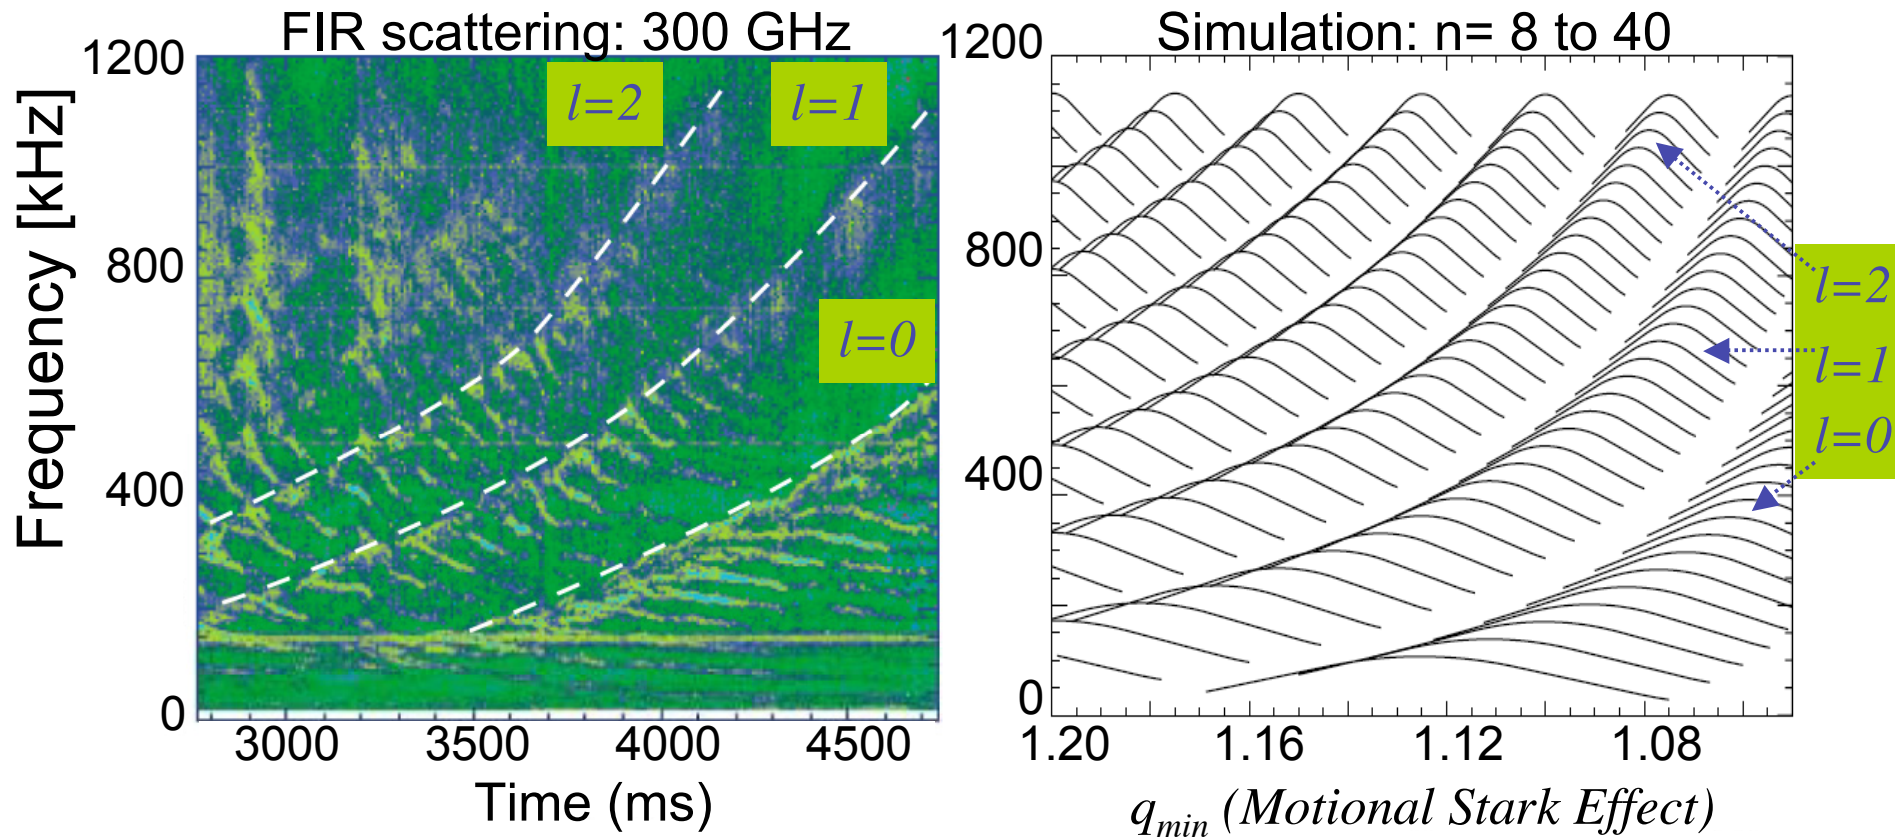 FIR scattering: 300 GHz
Frequency [kHz]
1200
800
400
0
l=2
l=1
l=0
3000 3500 4000 4500
Time (ms)
Simulation: n= 8 to 40
1200
800
400
0
l=2
l=1
l=0
1.20 1.16 1.12 1.08
qmin (Motional Stark Effect)